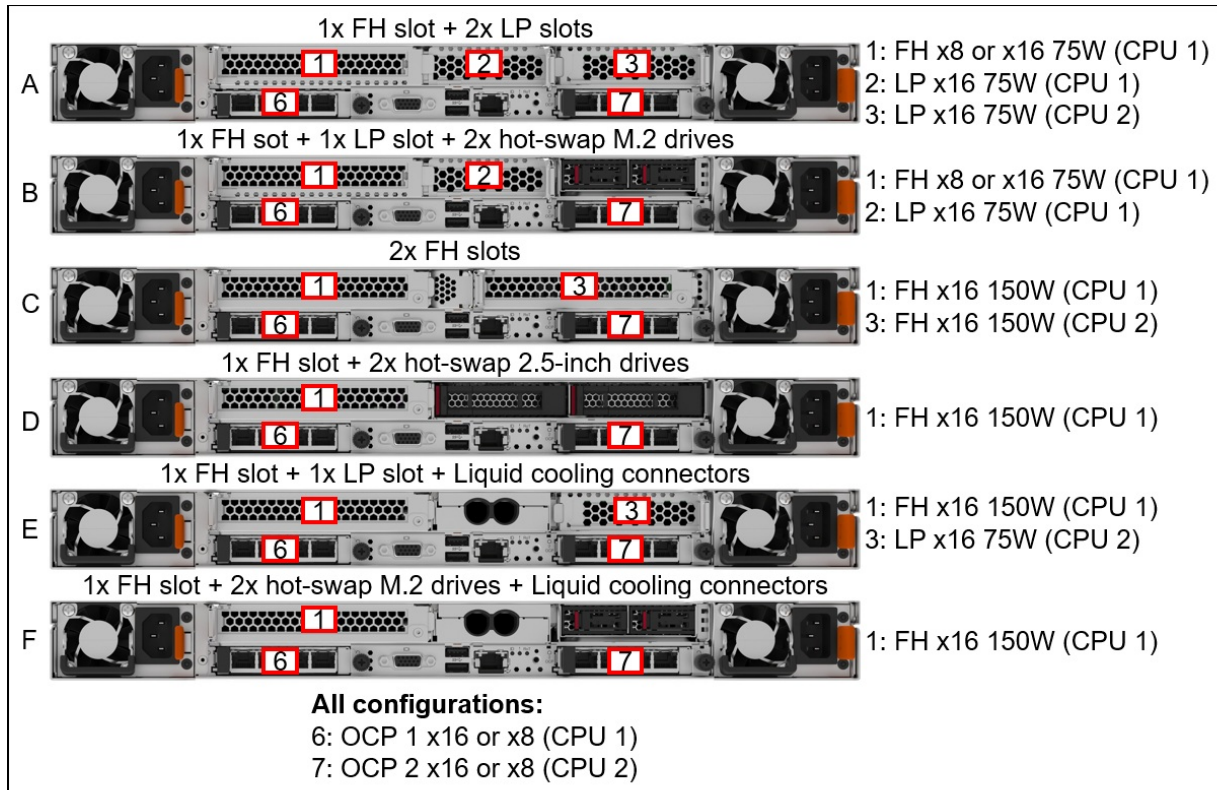 1x FH slot + 2x LP slots
A
1
2
3
6
7
1: FH x8 or x16 75W (CPU 1)
2: LP x16 75W (CPU 1)
3: LP x16 75W (CPU 2)
1x FH sot + 1x LP slot + 2x hot-swap M.2 drives
B
1
2
6
7
1: FH x8 or x16 75W (CPU 1)
2: LP x16 75W (CPU 1)
2x FH slots
C
1
3
6
7
1: FH x16 150W (CPU 1)
3: FH x16 150W (CPU 2)
1x FH slot + 2x hot-swap 2.5-inch drives
D
1
6
7
1: FH x16 150W (CPU 1)
1x FH slot + 1x LP slot + Liquid cooling connectors
E
1
3
6
7
1: FH x16 150W (CPU 1)
3: LP x16 75W (CPU 2)
1x FH slot + 2x hot-swap M.2 drives + Liquid cooling connectors
F
1
6
7
1: FH x16 150W (CPU 1)
All configurations:
6: OCP 1 x16 or x8 (CPU 1)
7: OCP 2 x16 or x8 (CPU 2)